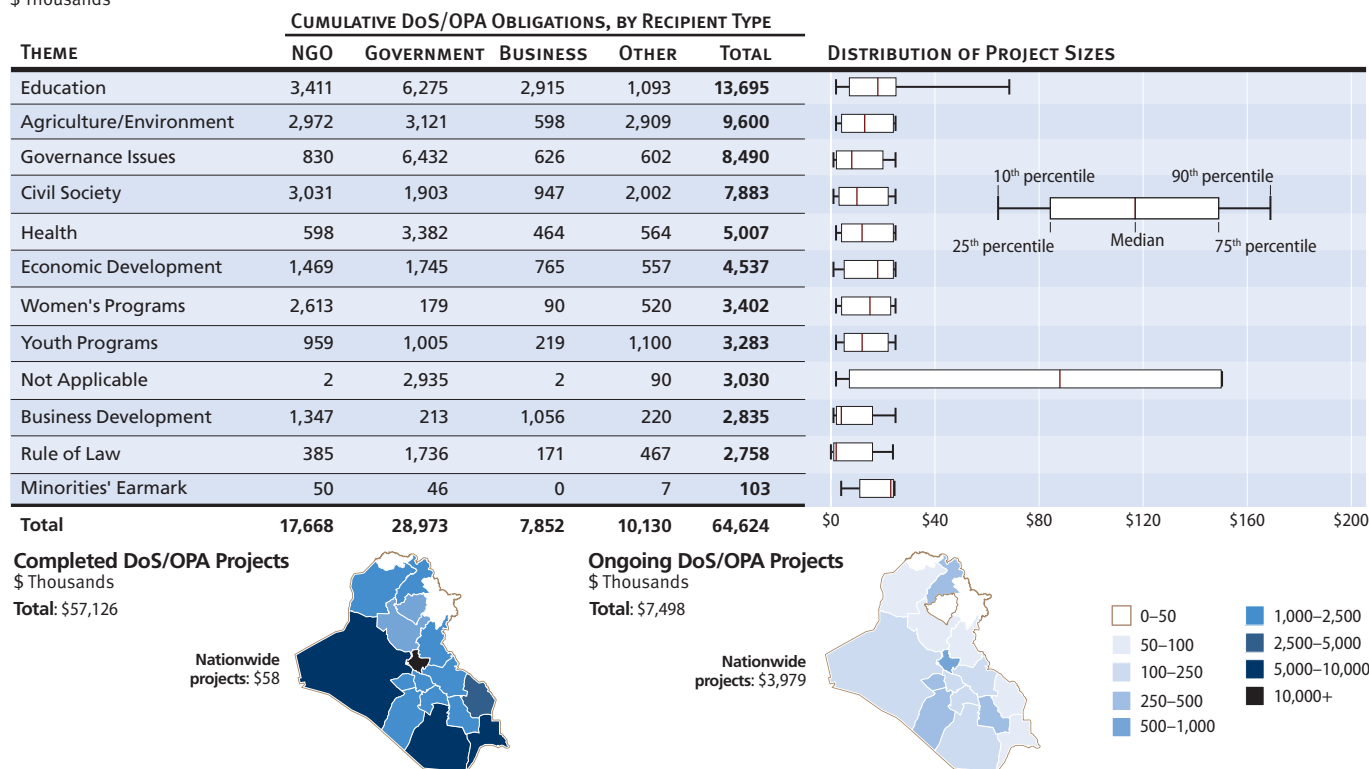 $ Thousands
CUMULATIVE DOS/OPA OBLIGATIONS, BY RECIPIENT TYPE
THEME NGO GOVERNMENT BUSINESS OTHER TOTAL DISTRIBUTION OF PROJECT SIZES
Education 3,411 6,275 2,915 1,093 13,695
Agriculture/Environment 2,972 3,121 598 2,909 9,600
Governance Issues 830 6,432 626 602 8,490
Civil Society 3,031 1,903 947 2,002 7,883
Health 598 3,382 464 564 5,007
Economic Development 1,469 1,745 765 557 4,537
Women's Programs 2,613 179 90 520 3,402
Youth Programs 959 1,005 219 1,100 3,283
Not Applicable 2 2,935 2 90 3,030
Business Development 1,347 213 1,056 220 2,835
Rule of Law 385 1,736 171 467 2,758
Minorities' Earmark 50 46 0 7 103
Total 17,668 28,973 7,852 10,130 64,624
10th percentile 90th percentile
25th percentile Median 75th percentile
$0 $40 $80 $120 $160 $200
Completed DoS/OPA Projects
$ Thousands
Total: $57,126
Nationwide
projects: $58
Ongoing DoS/OPA Projects
$ Thousands
Total: $7,498
Nationwide
projects: $3,979
0–50
50–100
100–250
250–500
500–1,000
1,000–2,500
2,500–5,000
5,000–10,000
10,000+